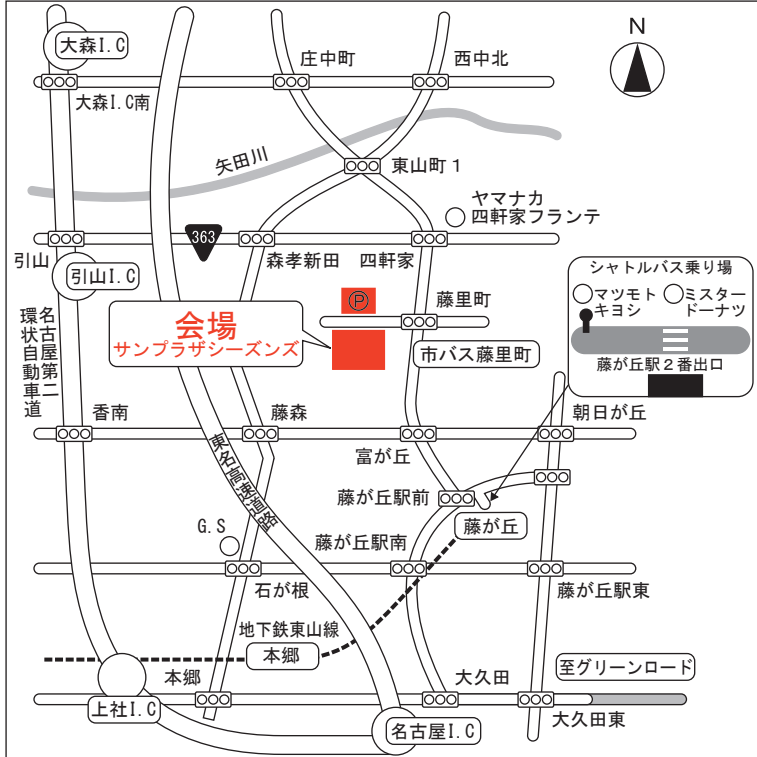 大森I.C
庄中町
西中北
N
大森I.C南
矢田川
東山町1
ヤマナカ
四軒家フランテ
363
引山
森孝新田
四軒家
引山I.C
シャトルバス乗り場
マツモト
キヨシ
ミスター
ドーナツ
藤が丘駅2番出口
P
会場
サンプラザシーズンズ
藤里町
市バス藤里町
名古屋第二
環状自動車道
香南
藤森
富が丘
朝日が丘
東名高速道路
藤が丘駅前
藤が丘
G.S
藤が丘駅南
石が根
藤が丘駅東
地下鉄東山線
本郷
本郷
大久田
至グリーンロード
上社I.C
名古屋I.C
大久田東